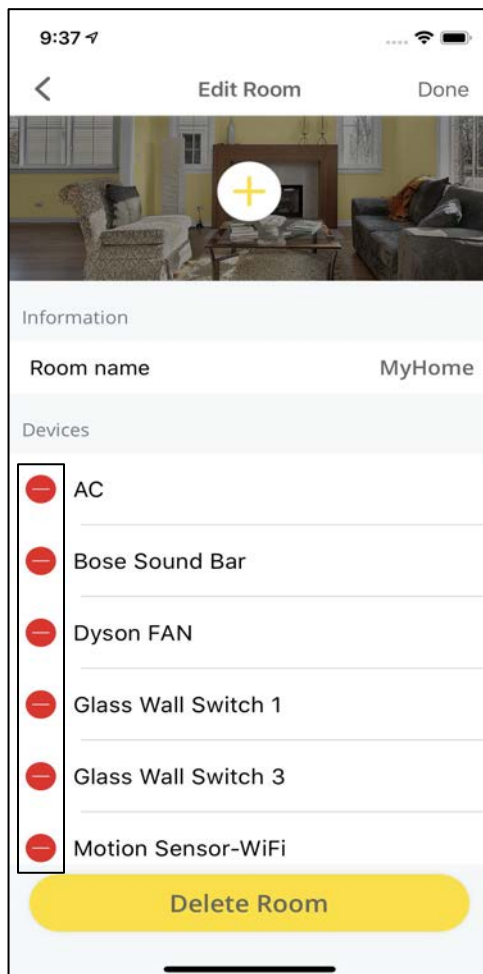 9:37
Edit Room
Done
Information
Room name
MyHome
Devices
AC
Bose Sound Bar
Dyson FAN
Glass Wall Switch 1
Glass Wall Switch 3
Motion Sensor-WiFi
Delete Room